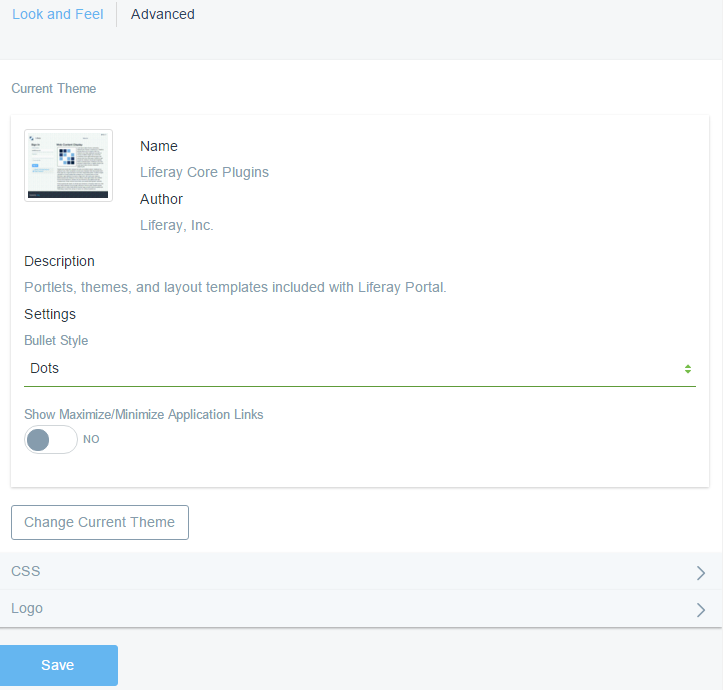 Look and Feel Advanced
Current Theme
Name
Liferay Core Plugins
Author
Liferay, Inc.
Description
Portlets, themes, and layout templates included with Liferay Portal.
Settings
Bullet Style
Dots
Show Maximize/Minimize Application Links
NO
Change Current Theme
CSS
Logo
Save